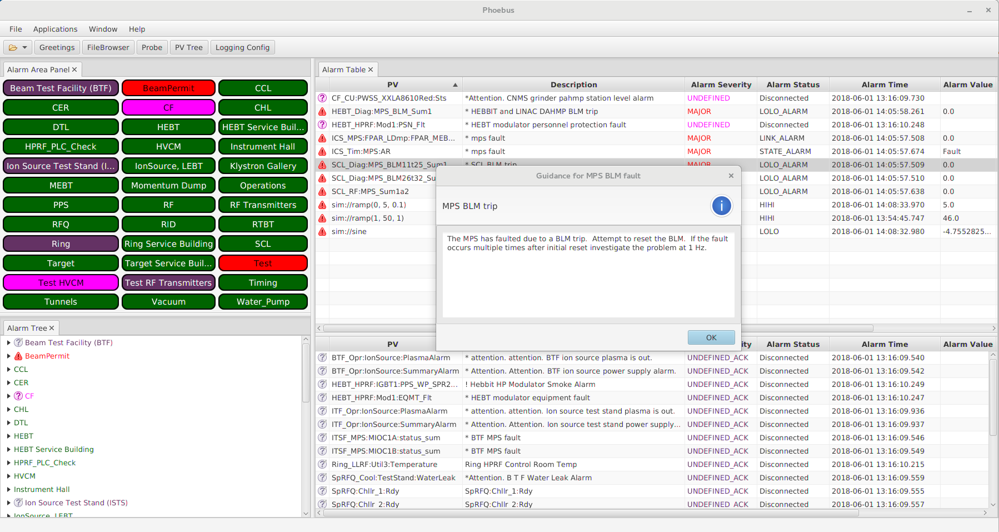 Phoebus
File Applications Window Help
Greetings FileBrowser Probe PV Tree Logging Config
Alarm Area Panel
Beam Test Facility (BTF) BeamPermit CCL
CER CF CHL
DTL HEBT HEBT Service Buil...
HPRF_PLC_Check HVCM Instrument Hall
Ion Source Test Stand (I... IonSource, LEBT Klystron Gallery
MEBT Momentum Dump Operations
PPS RF RF Transmitters
RFQ RID RTBT
Ring Ring Service Building SCL
Target Target Service Buil... Test
Test HVCM Test RF Transmitters Timing
Tunnels Vacuum Water_Pump
Alarm Tree
Beam Test Facility (BTF)
BeamPermit
CCL
CER
CF
CHL
DTL
HEBT
HEBT Service Building
HPRF_PLC_Check
HVCM
Instrument Hall
Ion Source Test Stand (ISTS)
IonSource, LEBT
Alarm Table
PV Description Alarm Severity Alarm Status Alarm Time Alarm Value
CF_CU:PWSS_XXLA8610Red:Sts *Attention. CNMS grinder pahmp station level alarm UNDEFINED Disconnected 2018-06-01 13:16:09.730
HEBT_Diag:MPS_BLM_Sum1 * HEBBIT and LINAC DAHMP BLM trip MAJOR LOLO_ALARM 2018-06-01 14:05:58.261 0.0
HEBT_HPRF:Mod1:PSN_Flt * HEBT modulator personnel protection fault UNDEFINED Disconnected 2018-06-01 13:16:10.248
ICS_MPS:FPAR_LDmp:FPAR_MEB... * mps fault MAJOR LINK_ALARM 2018-06-01 14:05:57.508 0.0
ICS_Tim:MPS:AR * mps fault MAJOR STATE_ALARM 2018-06-01 14:05:57.674 Fault
SCL_Diag:MPS_BLM11t25_Sum1 * SCL BLM trip MAJOR LOLO_ALARM 2018-06-01 14:05:57.509 0.0
SCL_Diag:MPS_BLM26t32_Su LOLO_ALARM 2018-06-01 14:05:57.510 0.0
SCL_RF:MPS_Sum1a2 LOLO_ALARM 2018-06-01 14:05:57.638 0.0
sim://ramp(0, 5, 0.1) HIHI 2018-06-01 14:08:33.970 5.0
sim://ramp(1, 50, 1) HIHI 2018-06-01 13:54:45.747 46.0
sim://sine LOLO 2018-06-01 14:08:32.980 -4.7552825...
Guidance for MPS BLM fault
MPS BLM trip
The MPS has faulted due to a BLM trip. Attempt to reset the BLM. If the fault
occurs multiple times after initial reset investigate the problem at 1 Hz.
OK
PV ity Alarm Status Alarm Time Alarm Value
BTF_Opr:IonSource:PlasmaAlarm * attention. attention. BTF ion source plasma is out. UNDEFINED_ACK Disconnected 2018-06-01 13:16:09.540
BTF_Opr:IonSource:SummaryAlarm * Attention. Attention. BTF ion source power supply alarm. UNDEFINED_ACK Disconnected 2018-06-01 13:16:09.542
HEBT_HPRF:IGBT1:PPS_WP_SPR2... ! Hebbit HP Modulator Smoke Alarm UNDEFINED_ACK Disconnected 2018-06-01 13:16:10.249
HEBT_HPRF:Mod1:EQMT_Flt * HEBT modulator equipment fault UNDEFINED_ACK Disconnected 2018-06-01 13:16:10.247
ITF_Opr:IonSource:PlasmaAlarm * attention. attention. Ion source test stand plasma is out. UNDEFINED_ACK Disconnected 2018-06-01 13:16:09.936
ITF_Opr:IonSource:SummaryAlarm * Attention. Attention. Ion source test stand power supply... UNDEFINED_ACK Disconnected 2018-06-01 13:16:09.937
ITSF_MPS:MIOC1A:status_sum * BTF MPS fault UNDEFINED_ACK Disconnected 2018-06-01 13:16:09.546
ITSF_MPS:MIOC1B:status_sum * BTF MPS fault UNDEFINED_ACK Disconnected 2018-06-01 13:16:09.549
Ring_LLRF:Util3:Temperature Ring HPRF Control Room Temp UNDEFINED_ACK Disconnected 2018-06-01 13:16:10.215
SpRFQ_Cool:TestStand:WaterLeak *Attention. B T F Water Leak Alarm UNDEFINED_ACK Disconnected 2018-06-01 13:16:09.559
SpRFQ:Chllr_1:Rdy SpRFQ:Chllr_1:Rdy UNDEFINED_ACK Disconnected 2018-06-01 13:16:09.555
SpRFQ:Chllr_2:Rdy SpRFQ:Chllr_2:Rdy UNDEFINED_ACK Disconnected 2018-06-01 13:16:09.557